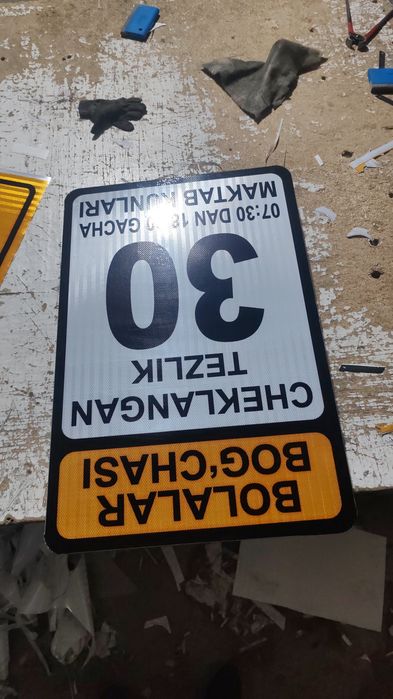 BOLALAR
BOG'CHASI
CHEKLANGAN
TEZLIK
30
07:30 DAN GACHA
MAKTAB KUNLARI